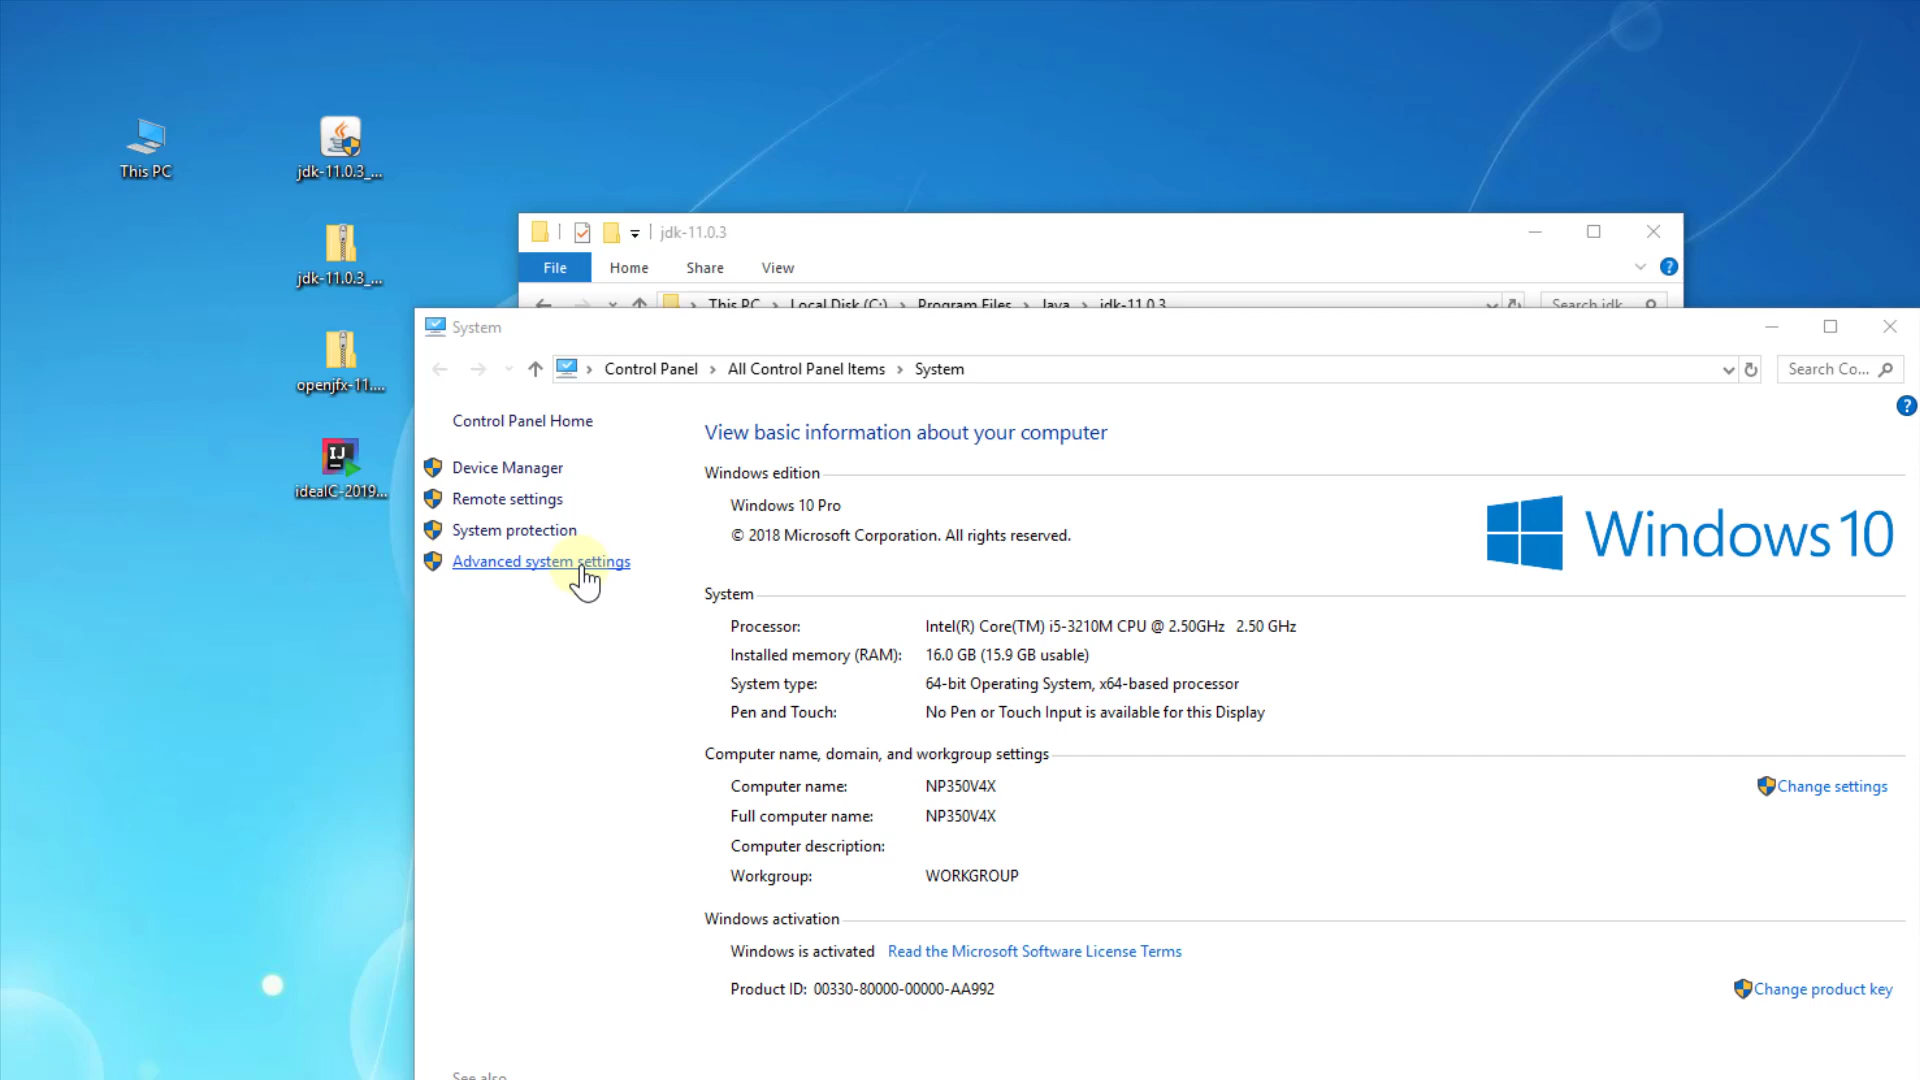 This PC
jdk-11.0.3_...
jdk-11.0.3_...
openjfx-11....
IJ
ideaIC-2019...
jdk-11.0.3
File Home Share View
This PC Local Disk (C:) Program Files Java jdk-11.0.3 Search jdk...
System
Control Panel All Control Panel Items System Search Co...
Control Panel Home
Device Manager
Remote settings
System protection
Advanced system settings
See also
View basic information about your computer
Windows edition
Windows 10 Pro
© 2018 Microsoft Corporation. All rights reserved.
Windows 10
System
Processor: Intel(R) Core(TM) i5-3210M CPU @ 2.50GHz 2.50 GHz
Installed memory (RAM): 16.0 GB (15.9 GB usable)
System type: 64-bit Operating System, x64-based processor
Pen and Touch: No Pen or Touch Input is available for this Display
Computer name, domain, and workgroup settings
Computer name: NP350V4X Change settings
Full computer name: NP350V4X
Computer description:
Workgroup: WORKGROUP
Windows activation
Windows is activated Read the Microsoft Software License Terms
Product ID: 00330-80000-00000-AA992 Change product key